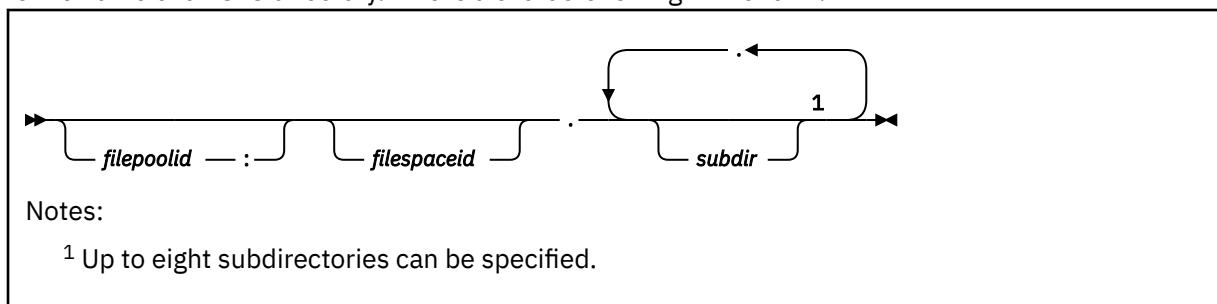 .
1
.
filepoolid :
filespaceid
subdir
Notes:
1 Up to eight subdirectories can be specified.